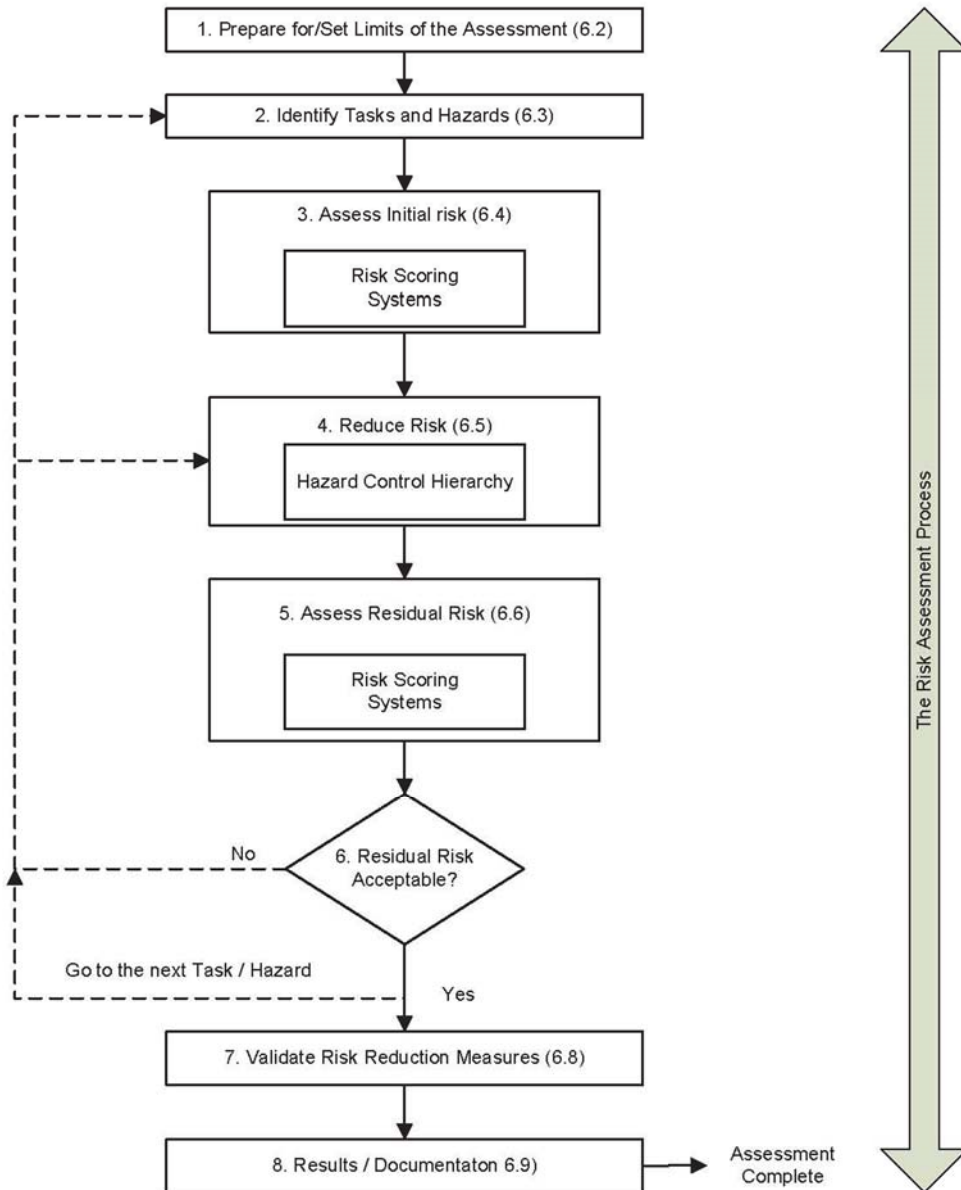 1. Prepare for/Set Limits of the Assessment (6.2)
2. Identify Tasks and Hazards (6.3)
3. Assess Initial risk (6.4)
Risk Scoring
Systems
4. Reduce Risk (6.5)
Hazard Control Hierarchy
5. Assess Residual Risk (6.6)
Risk Scoring
Systems
6. Residual Risk
Acceptable?
No
Go to the next Task / Hazard
Yes
7. Validate Risk Reduction Measures (6.8)
8. Results / Documentaton 6.9)
Assessment
Complete
The Risk Assessment Process